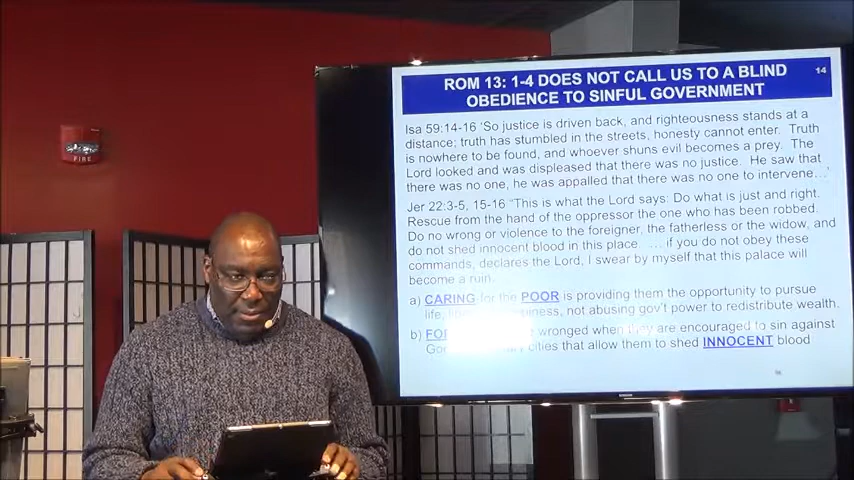 FIRE
ROM 13: 1-4 DOES NOT CALL US TO A BLIND
OBEDIENCE TO SINFUL GOVERNMENT
14
Isa 59:14-16 'So justice is driven back, and righteousness stands at a
distance; truth has stumbled in the streets, honesty cannot enter. Truth
is nowhere to be found, and whoever shuns evil becomes a prey. The
Lord looked and was displeased that there was no justice. He saw that
there was no one, he was appalled that there was no one to intervene…'
Jer 22:3-5, 15-16 "This is what the Lord says: Do what is just and right.
Rescue from the hand of the oppressor the one who has been robbed.
Do no wrong or violence to the foreigner, the fatherless or the widow, and
do not shed innocent blood in this place. … if you do not obey these
commands, declares the Lord, I swear by myself that this palace will
become a ruin.
a) CARING for the POOR is providing them the opportunity to pursue
life, not abusing gov't power to redistribute wealth.
b) wronged when they are encouraged to sin against
cities that allow them to shed INNOCENT blood